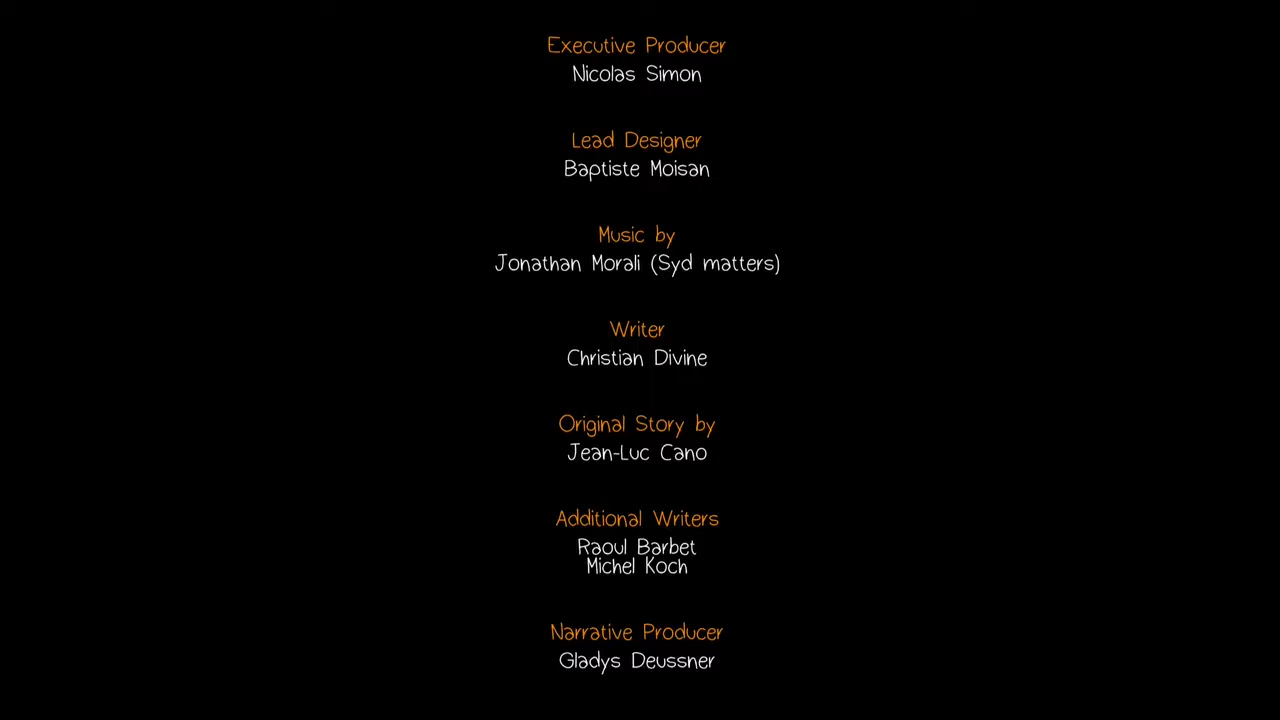 Executive Producer
Nicolas Simon
Lead Designer
Baptiste Moisan
Music by
Jonathan Morali (Syd matters)
Writer
Christian Divine
Original Story by
Jean-Luc Cano
Additional Writers
Raoul Barbet
Michel Koch
Narrative Producer
Gladys Deussner